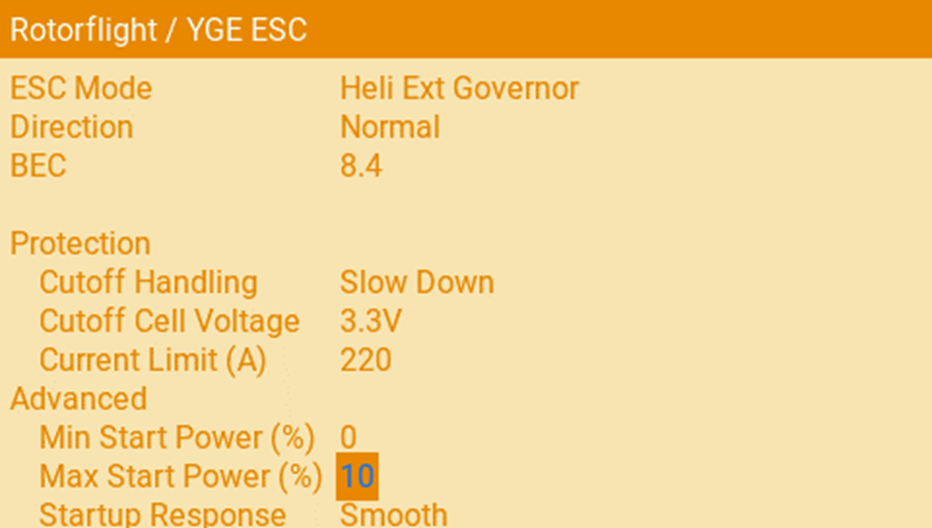 Rotorflight / YGE ESC
ESC Mode Heli Ext Governor
Direction Normal
BEC 8.4
Protection
Cutoff Handling Slow Down
Cutoff Cell Voltage 3.3V
Current Limit (A) 220
Advanced
Min Start Power (%) 0
Max Start Power (%) 10
Startup Response Smooth